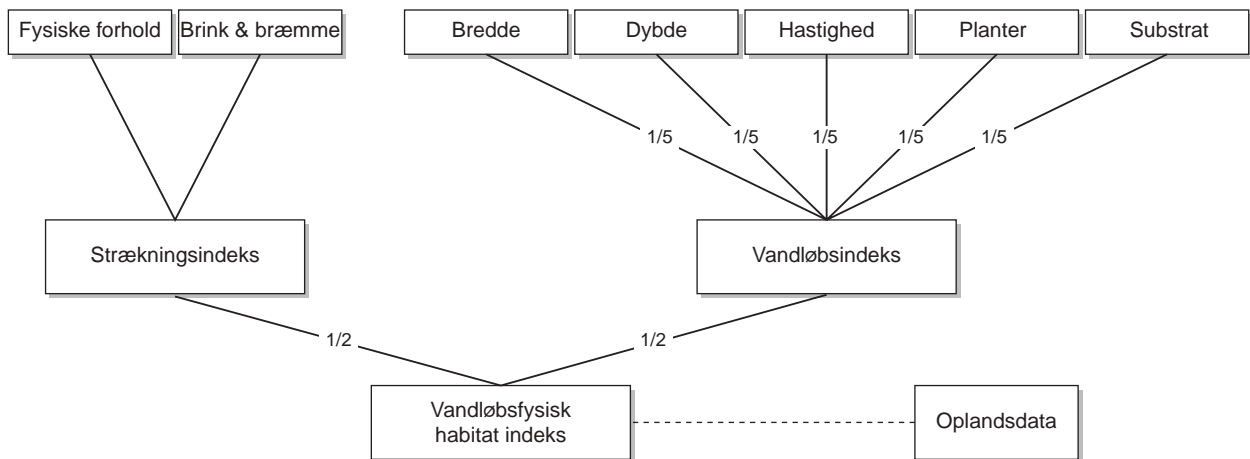 Fysiske forhold
Brink & bræmme
Bredde
Dybde
Hastighed
Planter
Substrat
1/5
1/5
1/5
1/5
1/5
Strækningsindeks
Vandløbsindeks
1/2
1/2
Vandløbsfysisk
habitat indeks
Oplandsdata